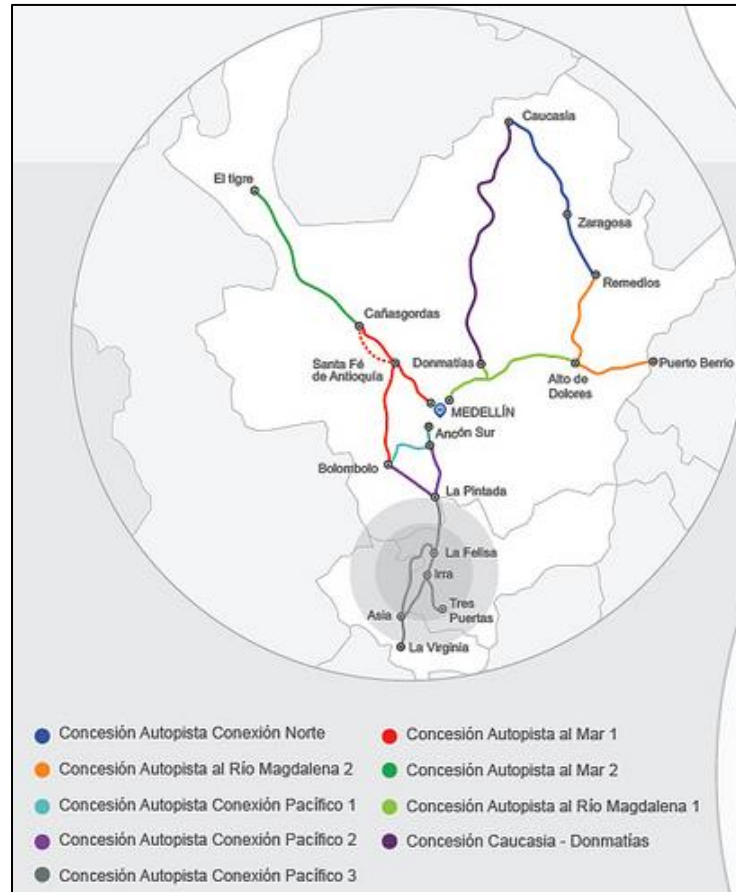 Caucasia
El tigre
Zaragosa
Remedios
Cañasgordas
Santa Fé
de Antioquía
Donmatías
Alto de
Dolores
Puerto Berrio
MEDELLÍN
Ancón Sur
Bolombolo
La Pintada
La Felisa
Irra
Asia
Tres
Puertas
La Virginia
Concesión Autopista Conexión Norte
Concesión Autopista al Río Magdalena 2
Concesión Autopista Conexión Pacífico 1
Concesión Autopista Conexión Pacífico 2
Concesión Autopista Conexión Pacífico 3
Concesión Autopista al Mar 1
Concesión Autopista al Mar 2
Concesión Autopista al Río Magdalena 1
Concesión Caucasia - Donmatías